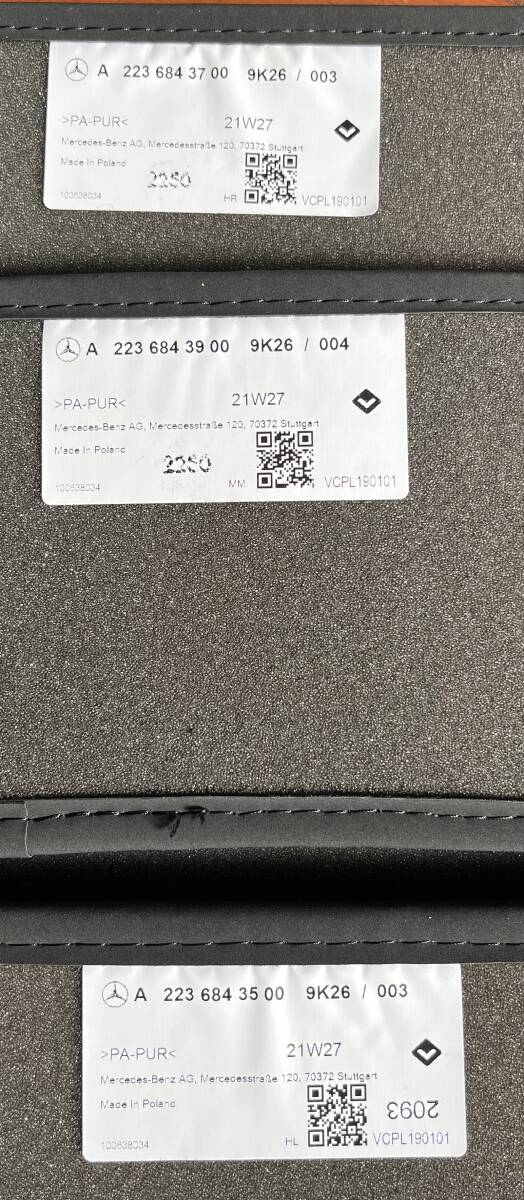 A 223 684 37 00 9K26 / 003
>PA-PUR< 21W27
Mercedes-Benz AG, Mercedesstraße 120, 70372 Stuttgart
Made In Poland
2250
100638034 HR VCPL190101
A 223 684 39 00 9K26 / 004
>PA-PUR< 21W27
Mercedes-Benz AG, Mercedesstraße 120, 70372 Stuttgart
Made In Poland
2250
100638034 MM VCPL190101
A 223 684 35 00 9K26 / 003
>PA-PUR< 21W27
Mercedes-Benz AG, Mercedesstraße 120, 70372 Stuttgart
Made In Poland
2093
100638034 HL VCPL190101